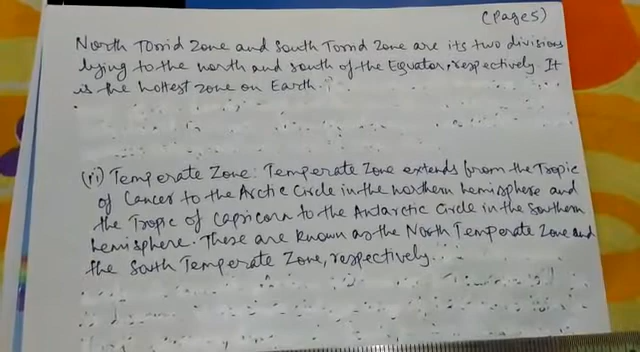 (Page 5)
North Torrid Zone and South Torrid Zone are its two divisions
lying to the north and south of the Equator, respectively. It
is the hottest zone on Earth.
(ii) Temperate Zone: Temperate Zone extends from the Tropic
of Cancer to the Arctic Circle in the northern hemisphere and
the Tropic of Capricorn to the Antarctic Circle in the Southern
hemisphere. These are known as the North Temperate Zone and
the South Temperate Zone, respectively.